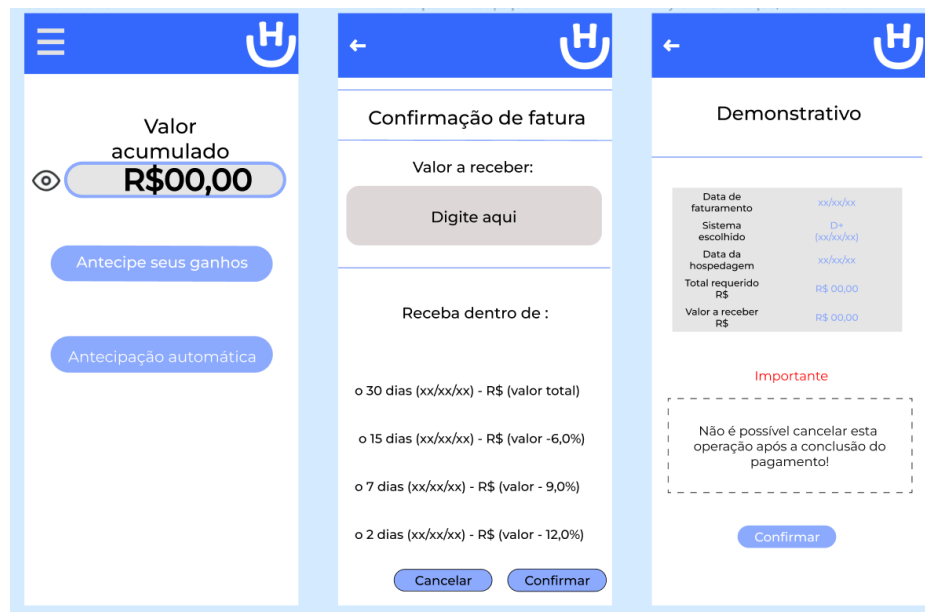 H
Valor
acumulado
R$00,00
Antecipe seus ganhos
Antecipação automática
H
Confirmação de fatura
Valor a receber:
Digite aqui
Receba dentro de :
o 30 dias (xx/xx/xx) - R$ (valor total)
o 15 dias (xx/xx/xx) - R$ (valor -6,0%)
o 7 dias (xx/xx/xx) - R$ (valor - 9,0%)
o 2 dias (xx/xx/xx) - R$ (valor - 12,0%)
Cancelar
Confirmar
H
Demonstrativo
Data de
faturamento
xx/xx/xx
Sistema
escolhido
D+
(xx/xx/xx)
Data da
hospedagem
xx/xx/xx
Total requerido
R$
R$ 00,00
Valor a receber
R$
R$ 00,00
Importante
Não é possível cancelar esta
operação após a conclusão do
pagamento!
Confirmar